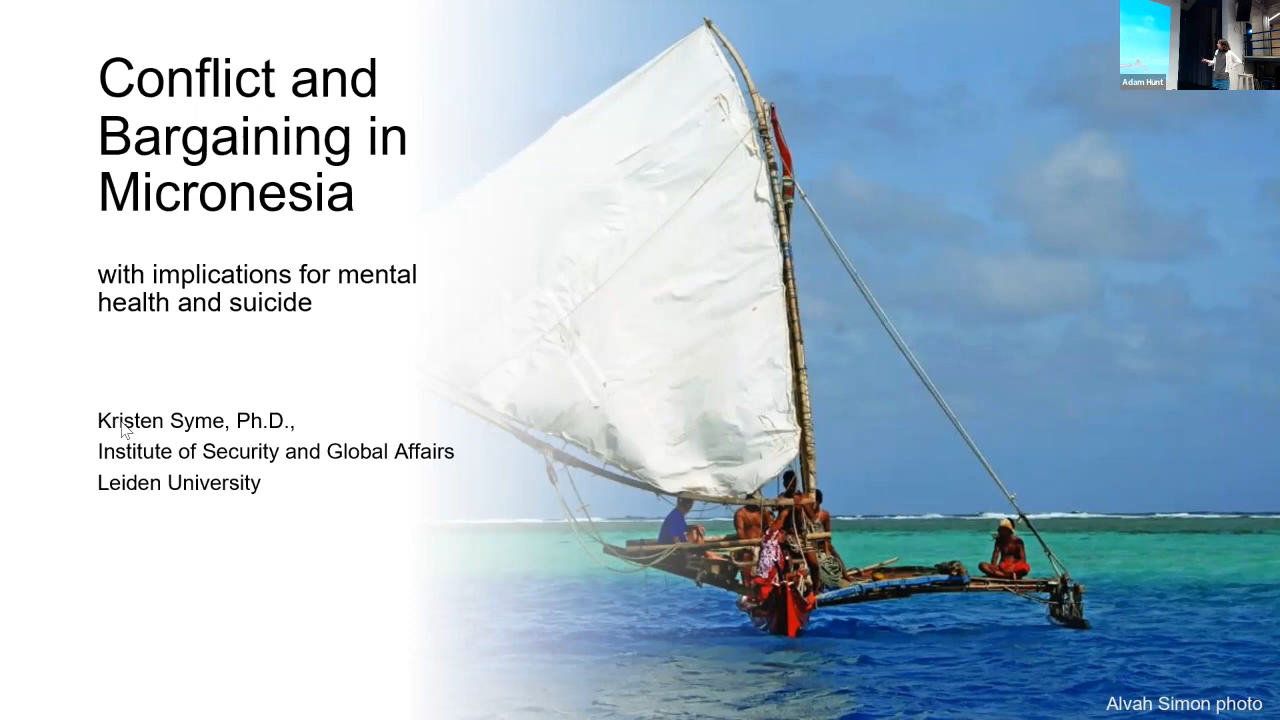 Conflict and
Bargaining in
Micronesia
with implications for mental
health and suicide
Kristen Syme, Ph.D.,
Institute of Security and Global Affairs
Leiden University
Adam Hunt
Alvah Simon photo